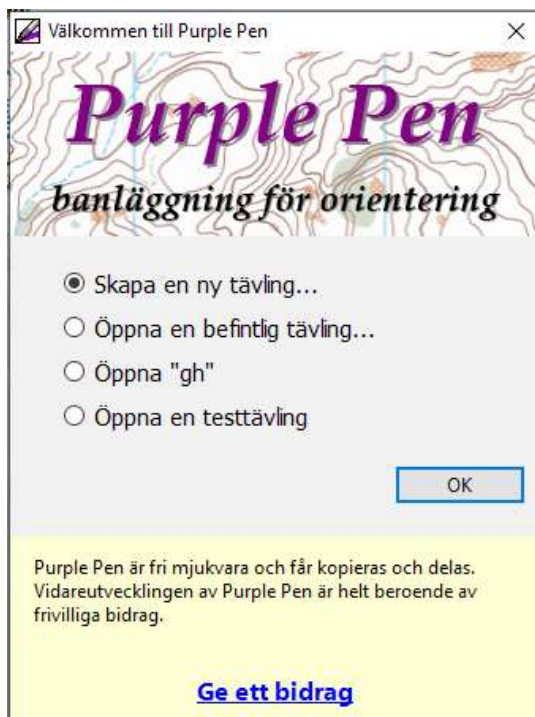 Välkommen till Purple Pen
Purple Pen
banläggning för orientering
Skapa en ny tävling...
Öppna en befintlig tävling...
Öppna "gh"
Öppna en testtävling
OK
Purple Pen är fri mjukvara och får kopieras och delas.
Vidareutvecklingen av Purple Pen är helt beroende av
frivilliga bidrag.
Ge ett bidrag